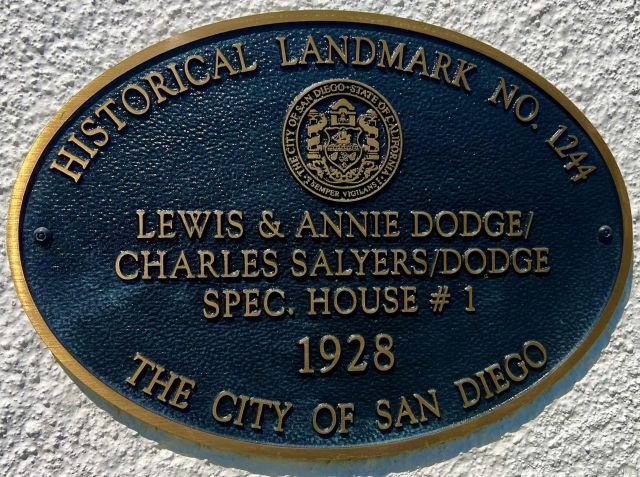 HISTORICAL LANDMARK NO. 1244
THE CITY OF SAN DIEGO • STATE OF CALIFORNIA
SEMPER VIGILANS
LEWIS & ANNIE DODGE/
CHARLES SALYERS/DODGE
SPEC. HOUSE # 1
1928
THE CITY OF SAN DIEGO